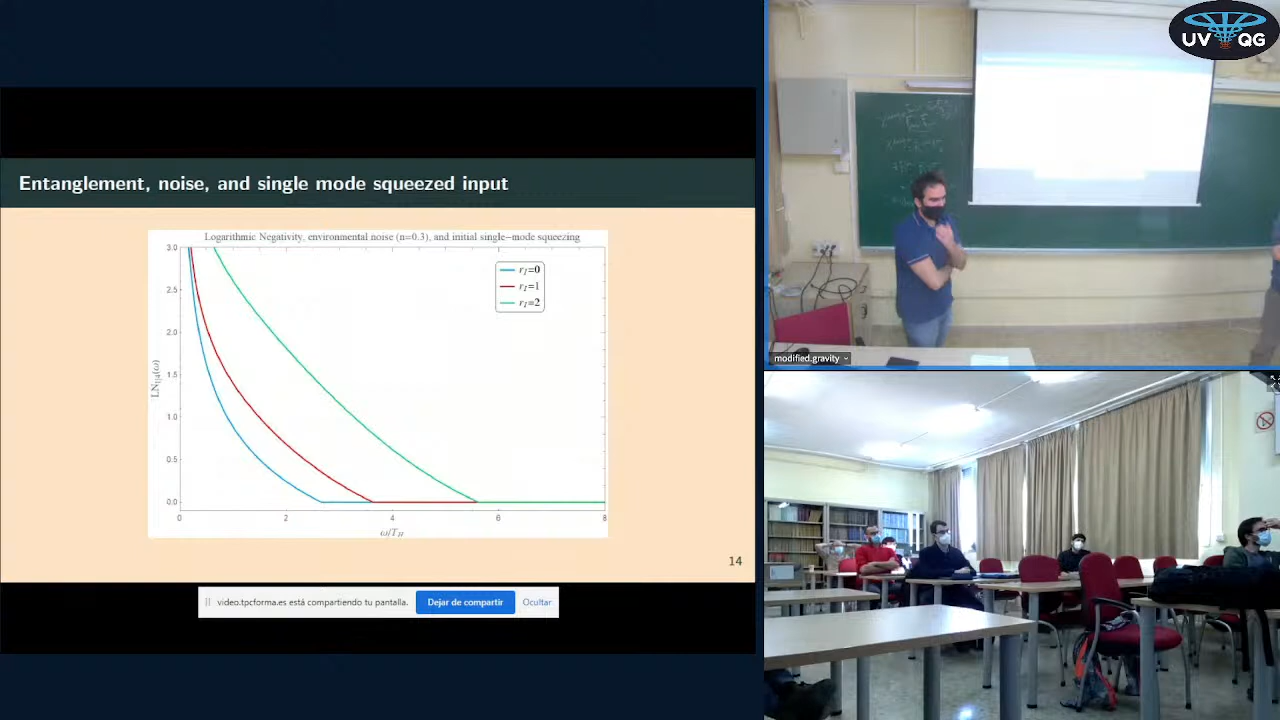 Entanglement, noise, and single mode squeezed input
Logarithmic Negativity, environmental noise (n=0.3), and initial single-mode squeezing
3.0
2.5
2.0
1.5
1.0
0.5
0.0
0 2 4 6 8
ω/T_H
r_I=0
r_I=1
r_I=2
14
video.tpcforma.es está compartiendo tu pantalla.
Dejar de compartir
Ocultar
UV QG
modified.gravity